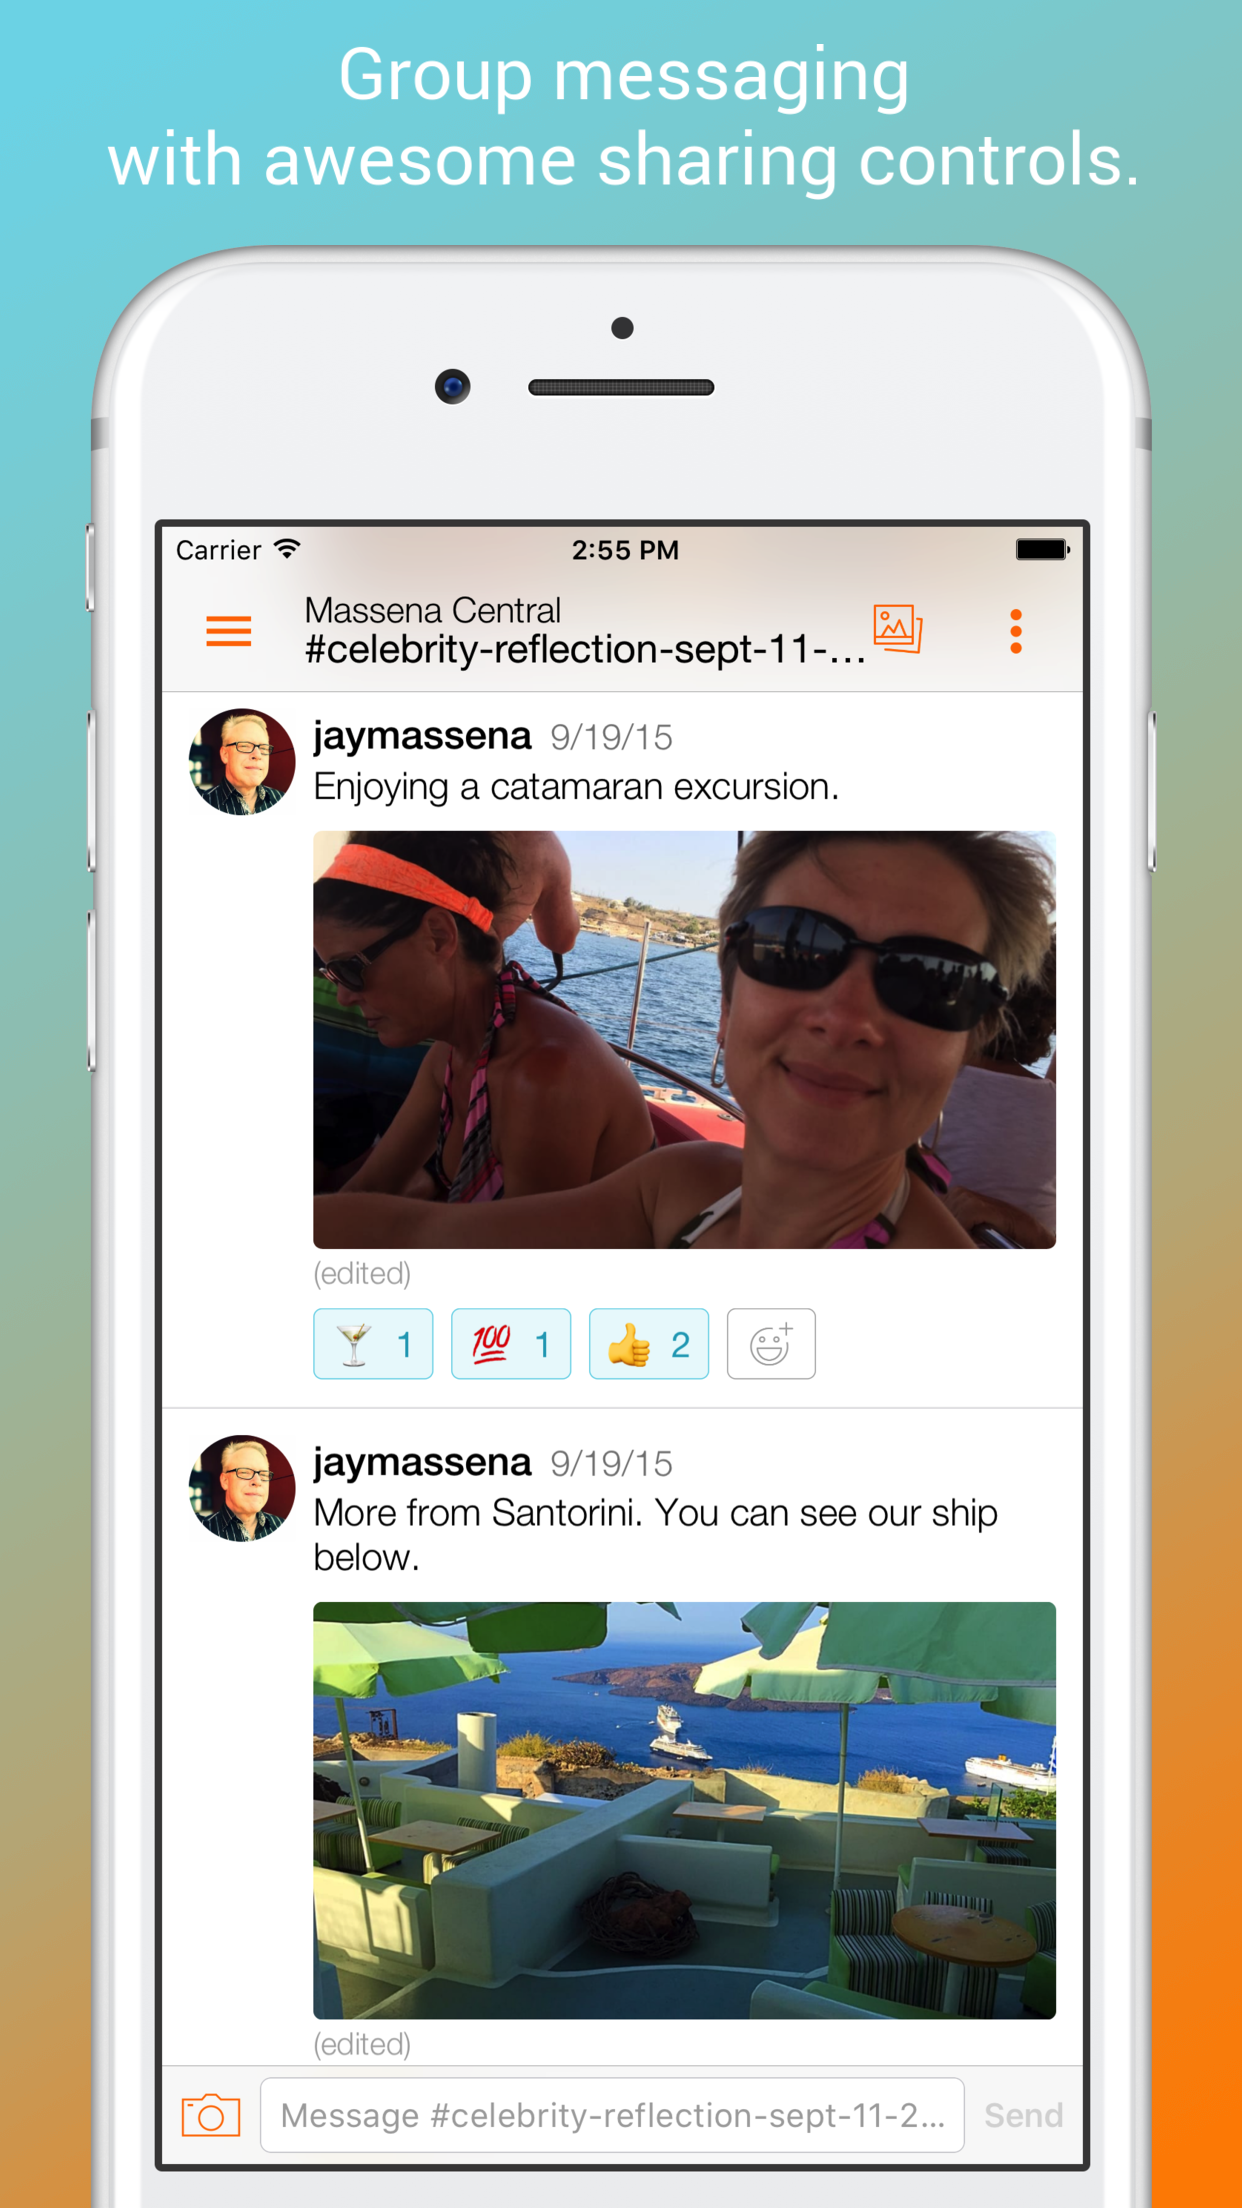 Group messaging
with awesome sharing controls.
Carrier
2:55 PM
Massena Central
#celebrity-reflection-sept-11-...
jaymassena 9/19/15
Enjoying a catamaran excursion.
(edited)
1
💯 1
2
jaymassena 9/19/15
More from Santorini. You can see our ship
below.
(edited)
Message #celebrity-reflection-sept-11-2...
Send